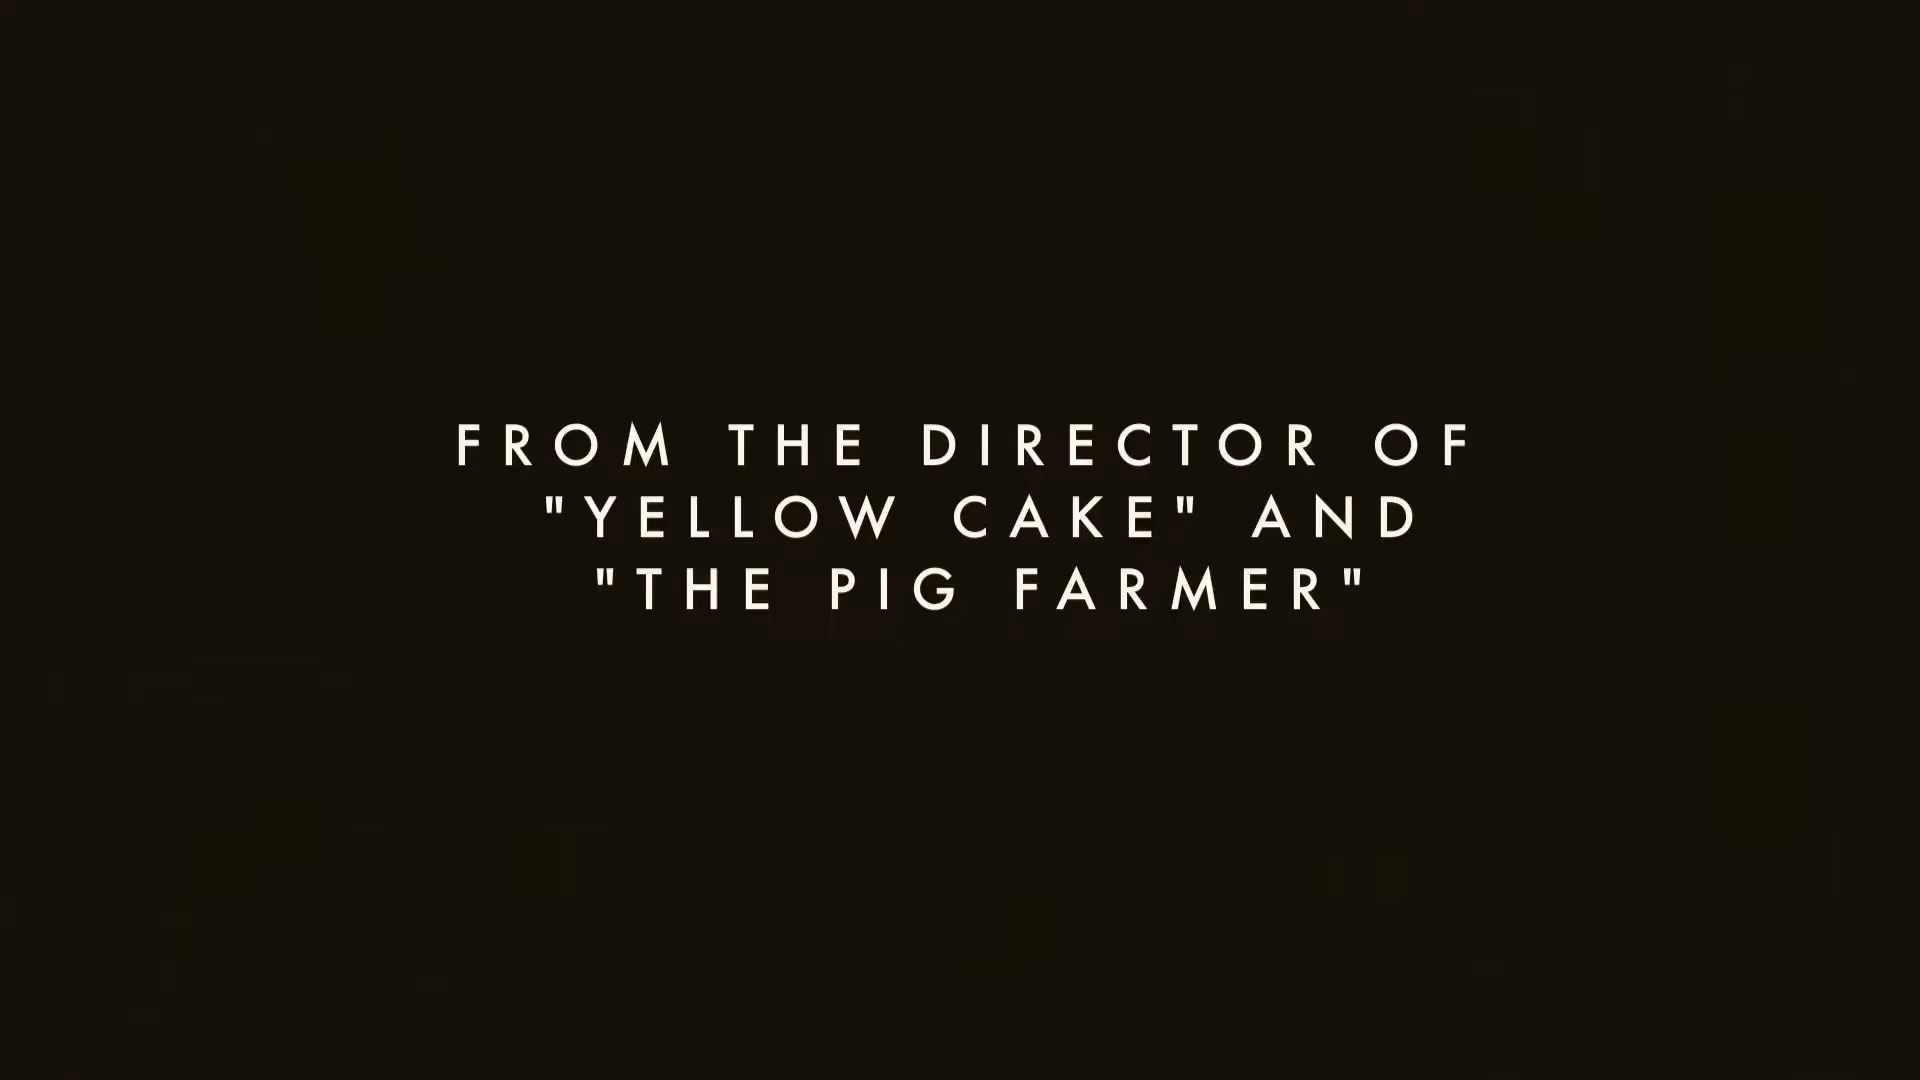 FROM THE DIRECTOR OF
"YELLOW CAKE" AND
"THE PIG FARMER"